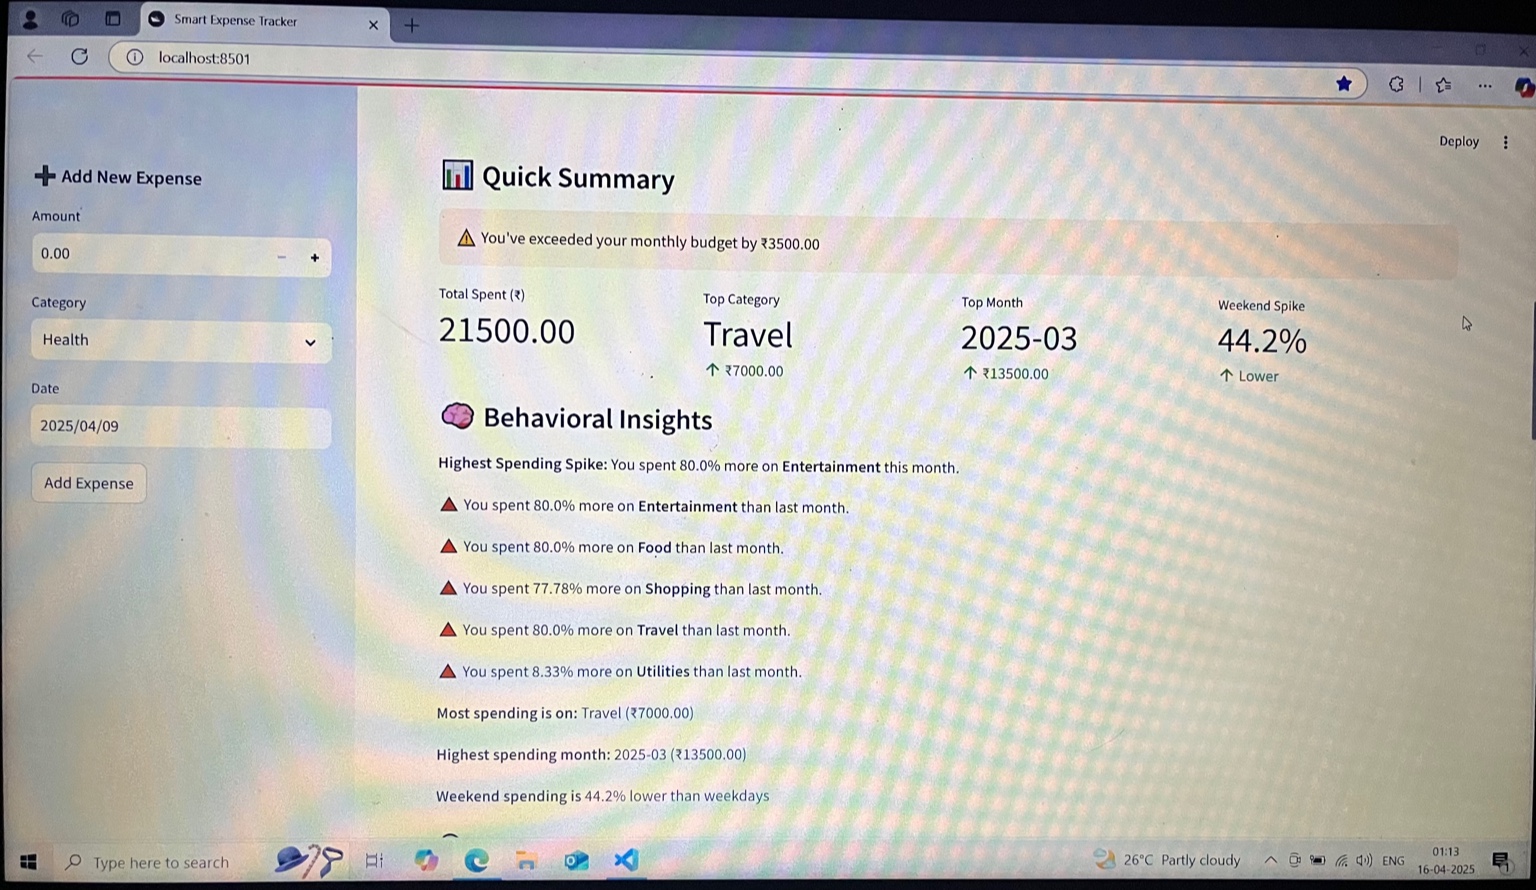 Smart Expense Tracker
localhost:8501
Deploy
Add New Expense
Amount
0.00
Category
Health
Date
2025/04/09
Add Expense
Quick Summary
You've exceeded your monthly budget by ₹3500.00
Total Spent (₹)
21500.00
Top Category
Travel
↑ ₹7000.00
Top Month
2025-03
↑ ₹13500.00
Weekend Spike
44.2%
↑ Lower
Behavioral Insights
Highest Spending Spike: You spent 80.0% more on Entertainment this month.
You spent 80.0% more on Entertainment than last month.
You spent 80.0% more on Food than last month.
You spent 77.78% more on Shopping than last month.
You spent 80.0% more on Travel than last month.
You spent 8.33% more on Utilities than last month.
Most spending is on: Travel (₹7000.00)
Highest spending month: 2025-03 (₹13500.00)
Weekend spending is 44.2% lower than weekdays
Type here to search
26°C Partly cloudy
ENG
01:13
16-04-2025
1